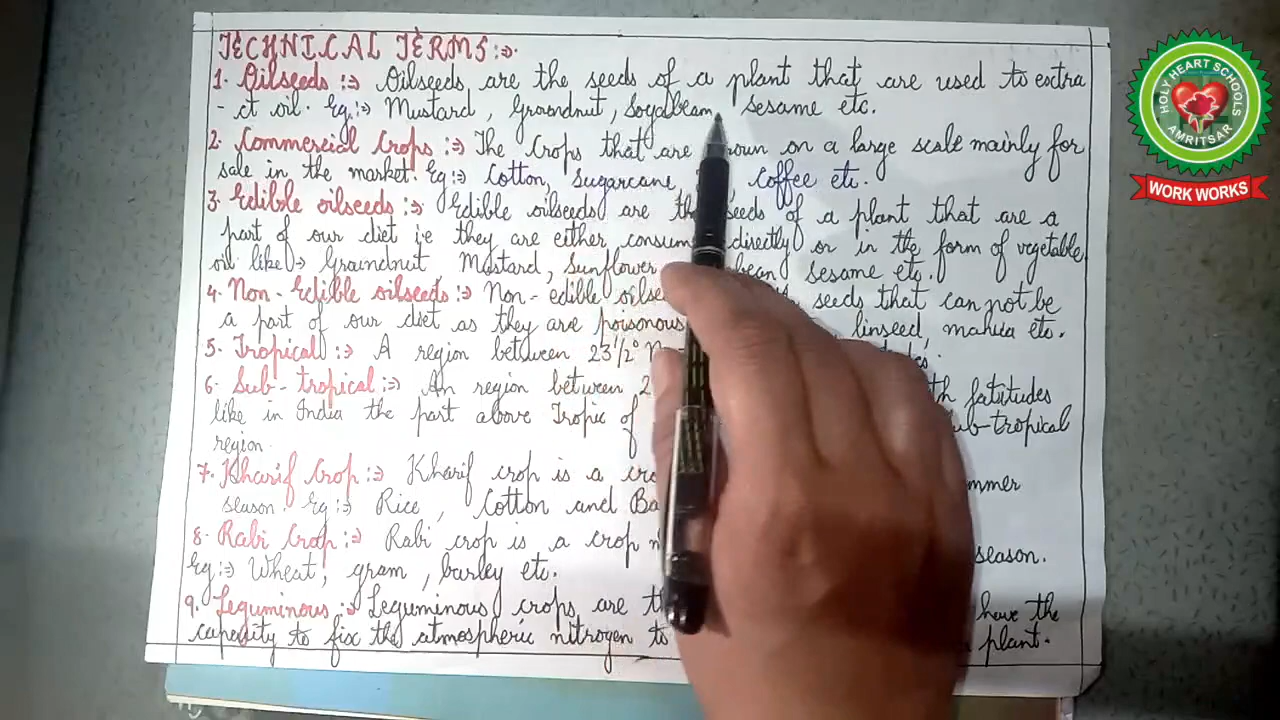 TECHNICAL TERMS :→
1. Oilseeds :→ Oilseeds are the seeds of a plant that are used to extra
- ct oil. Eg :→ Mustard, Groundnut, Soyabeam, sesame etc.
2. Commercial Crops :→ The Crops that are on a large scale mainly for
sale in the market. Eg :→ Cotton, Sugarcane, Coffee etc.
3. Edible oilseeds :→ Edible oilseeds are the seeds of a plant that are a
part of our diet i.e they are either directly or in the form of vegetable
oil like → Groundnut, Mustard, Sunflower sesame etc.
4. Non-Edible oilseeds :→ Non-edible seeds that can not be
a part of our diet as they are poisonous linseed, mahua etc.
5. Tropical :→ A region between 23 1/2°
6. Sub-tropical :→ An region between
like in India the part above Tropic of Sub-tropical
region.
7. Kharif Crop :→ Kharif crop is a
season. Eg :→ Rice, Cotton and
8. Rabi Crop :→ Rabi crop is a crop season.
Eg :→ Wheat, gram, barley etc.
9. Leguminous :→ Leguminous crops are have the
capacity to fix the atmospheric nitrogen to plant.
HOLY HEART SCHOOLS
AMRITSAR
WORK WORKS